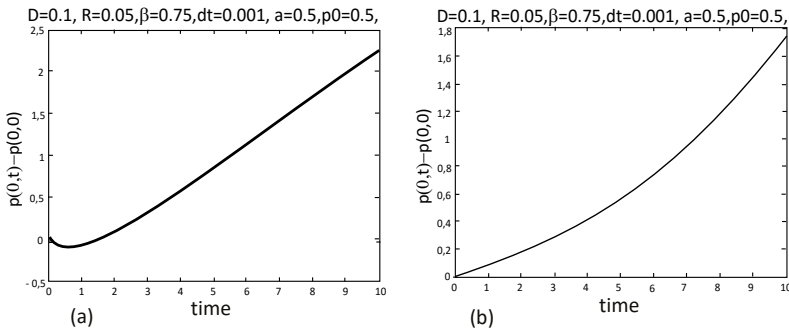 D=0.1, R=0.05,β=0.75,dt=0.001, a=0.5,p0=0.5,
2,5
2
1,5
1
0,5
0
- 0,5
p(0,t)−p(0,0)
0 1 2 3 4 5 6 7 8 9 10
time
(a)
D=0.1, R=0.05,β=0.75,dt=0.001, a=0.5,p0=0.5,
1,8
1,6
1,4
1,2
1
0,8
0,6
0,4
0,2
0
p(0,t)−p(0,0)
0 1 2 3 4 5 6 7 8 9 10
time
(b)